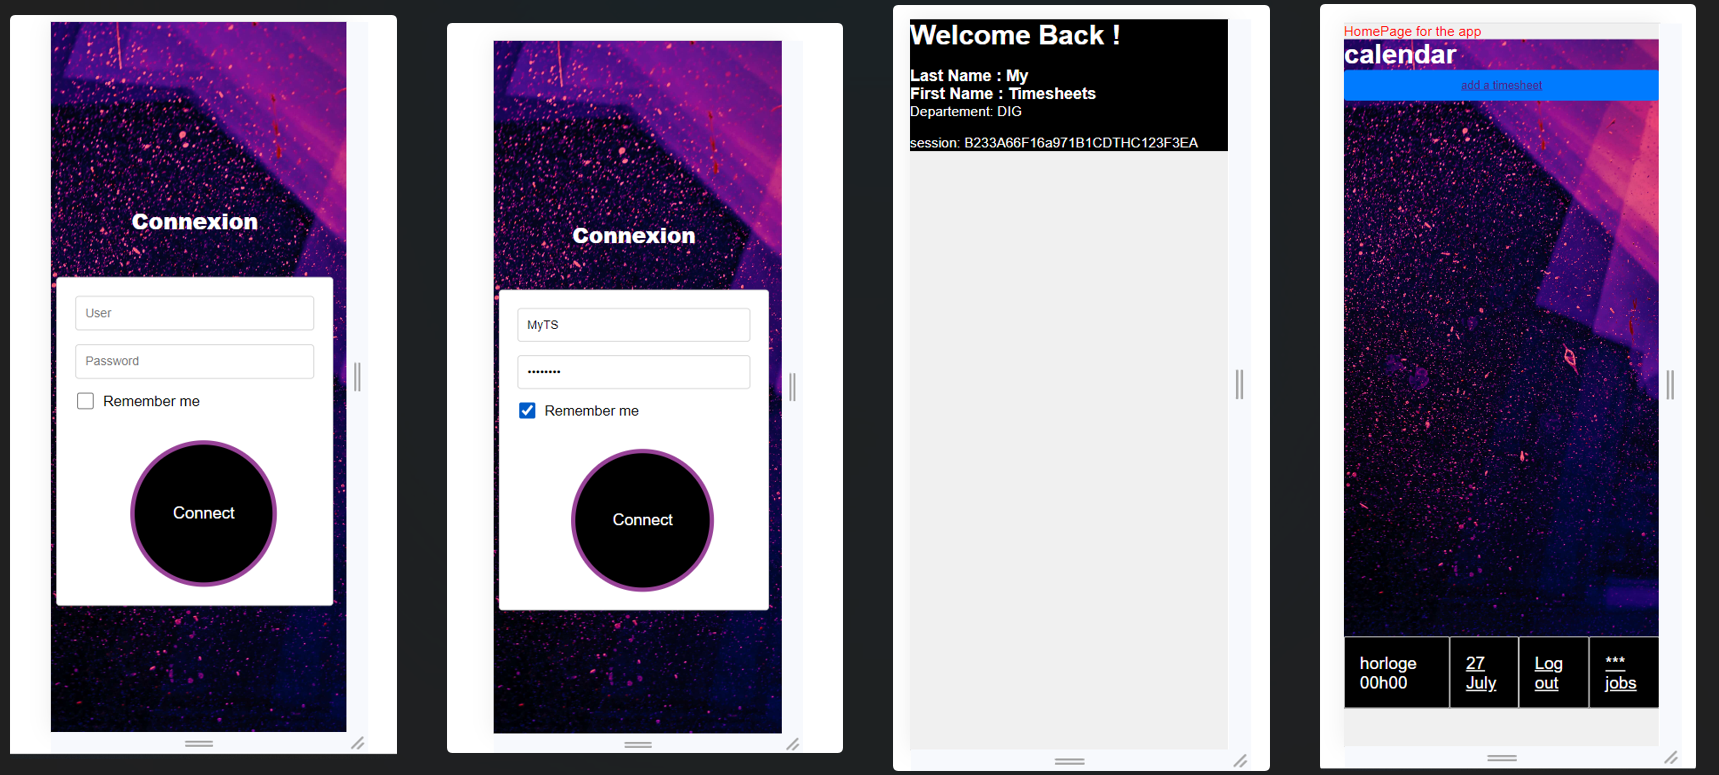 Connexion
User
Password
Remember me
Connect
Connexion
MyTS
••••••••
Remember me
Connect
Welcome Back !
Last Name : My
First Name : Timesheets
Departement: DIG
session: B233A66F16a971B1CDTHC123F3EA
HomePage for the app
calendar
add a timesheet
horloge
00h00
27
July
Log
out
***
jobs